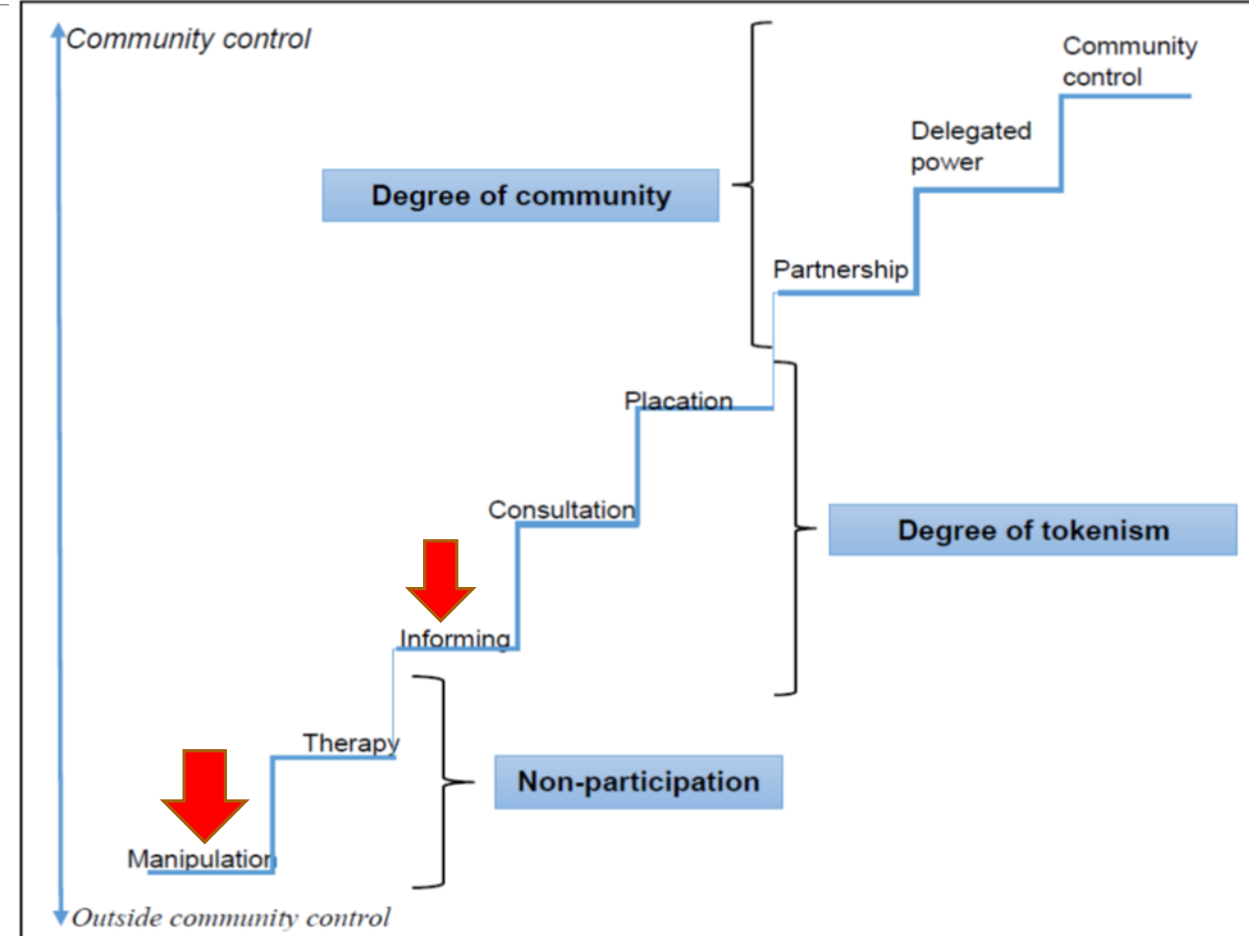 Community control
Community
control
Delegated
power
Degree of community
Partnership
Placation
Consultation
Degree of tokenism
Informing
Therapy
Non-participation
Manipulation
Outside community control